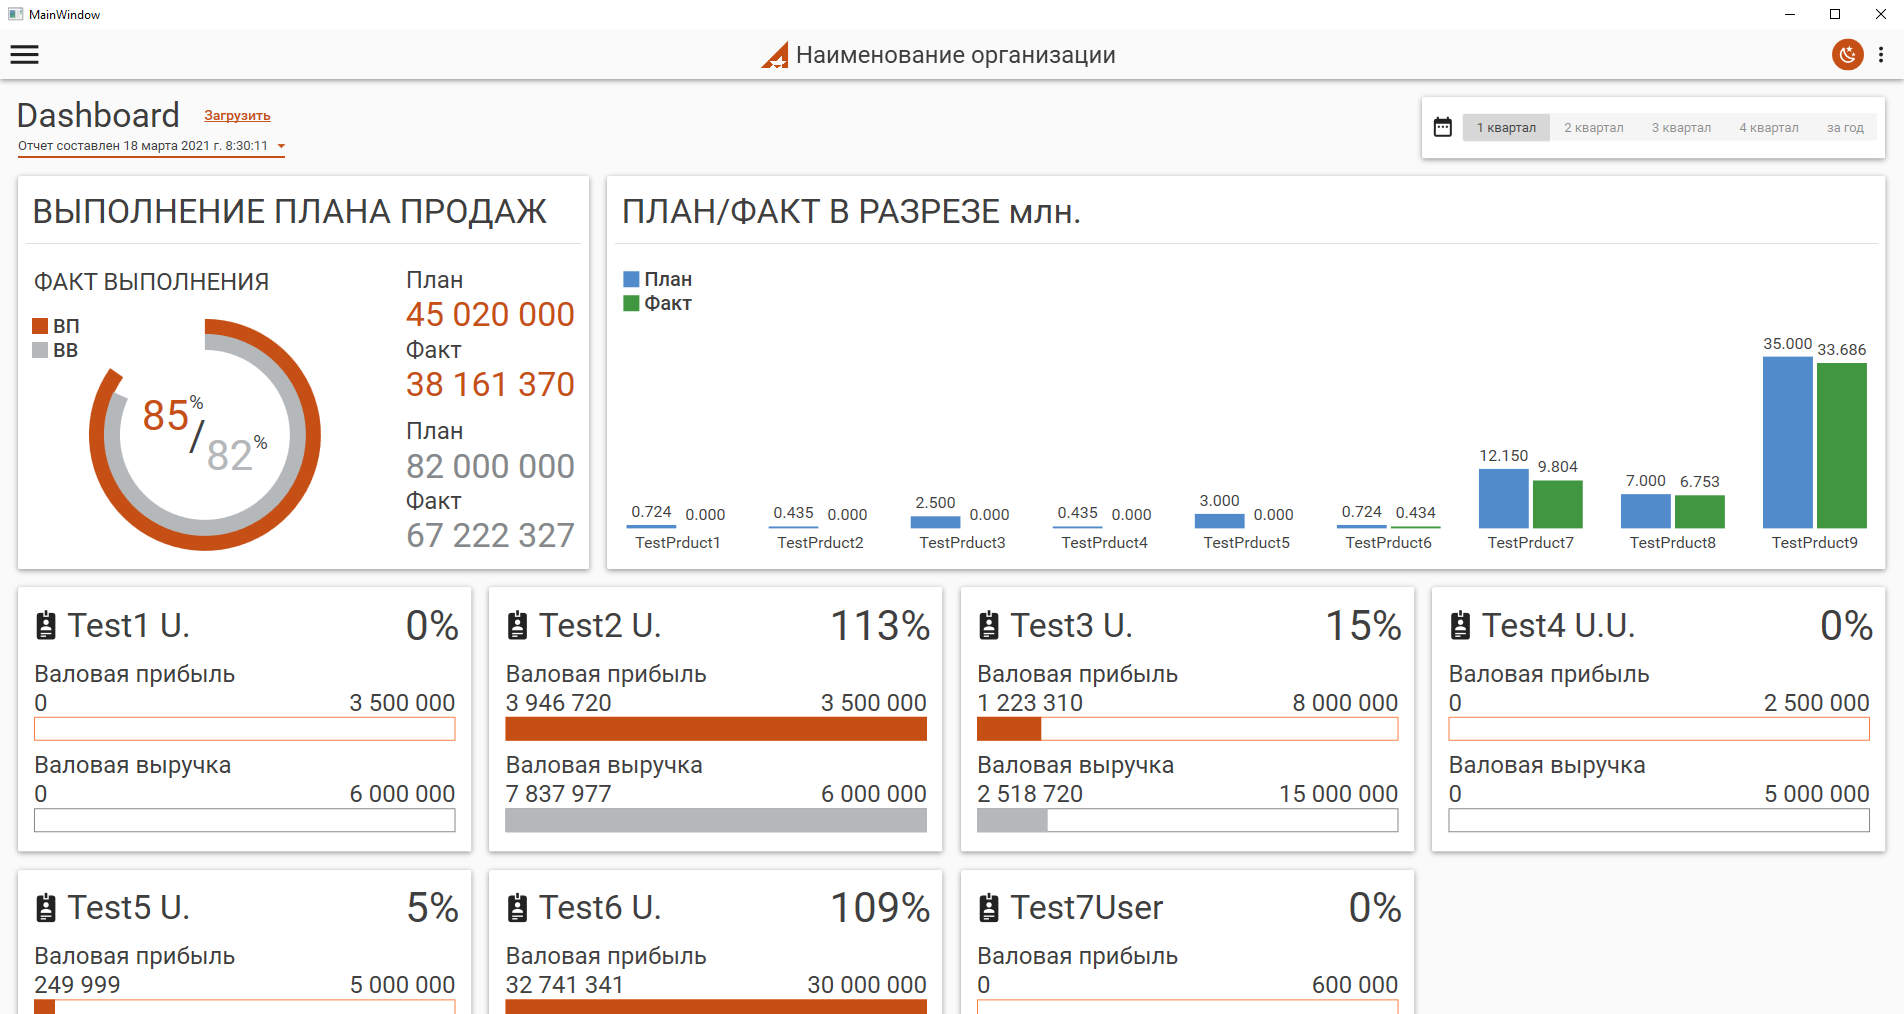 MainWindow
Наименование организации
Dashboard
Загрузить
Отчет составлен 18 марта 2021 г. 8:30:11
1 квартал
2 квартал
3 квартал
4 квартал
за год
ВЫПОЛНЕНИЕ ПЛАНА ПРОДАЖ
ФАКТ ВЫПОЛНЕНИЯ
ВП
ВВ
85%
/
82%
План
45 020 000
Факт
38 161 370
План
82 000 000
Факт
67 222 327
ПЛАН/ФАКТ В РАЗРЕЗЕ млн.
План
Факт
0.724 0.000
TestPrduct1
0.435 0.000
TestPrduct2
2.500 0.000
TestPrduct3
0.435 0.000
TestPrduct4
3.000 0.000
TestPrduct5
0.724 0.434
TestPrduct6
12.150 9.804
TestPrduct7
7.000 6.753
TestPrduct8
35.000 33.686
TestPrduct9
Test1 U. 0%
Валовая прибыль
0 3 500 000
Валовая выручка
0 6 000 000
Test2 U. 113%
Валовая прибыль
3 946 720 3 500 000
Валовая выручка
7 837 977 6 000 000
Test3 U. 15%
Валовая прибыль
1 223 310 8 000 000
Валовая выручка
2 518 720 15 000 000
Test4 U.U. 0%
Валовая прибыль
0 2 500 000
Валовая выручка
0 5 000 000
Test5 U. 5%
Валовая прибыль
249 999 5 000 000
Test6 U. 109%
Валовая прибыль
32 741 341 30 000 000
Test7User 0%
Валовая прибыль
0 600 000